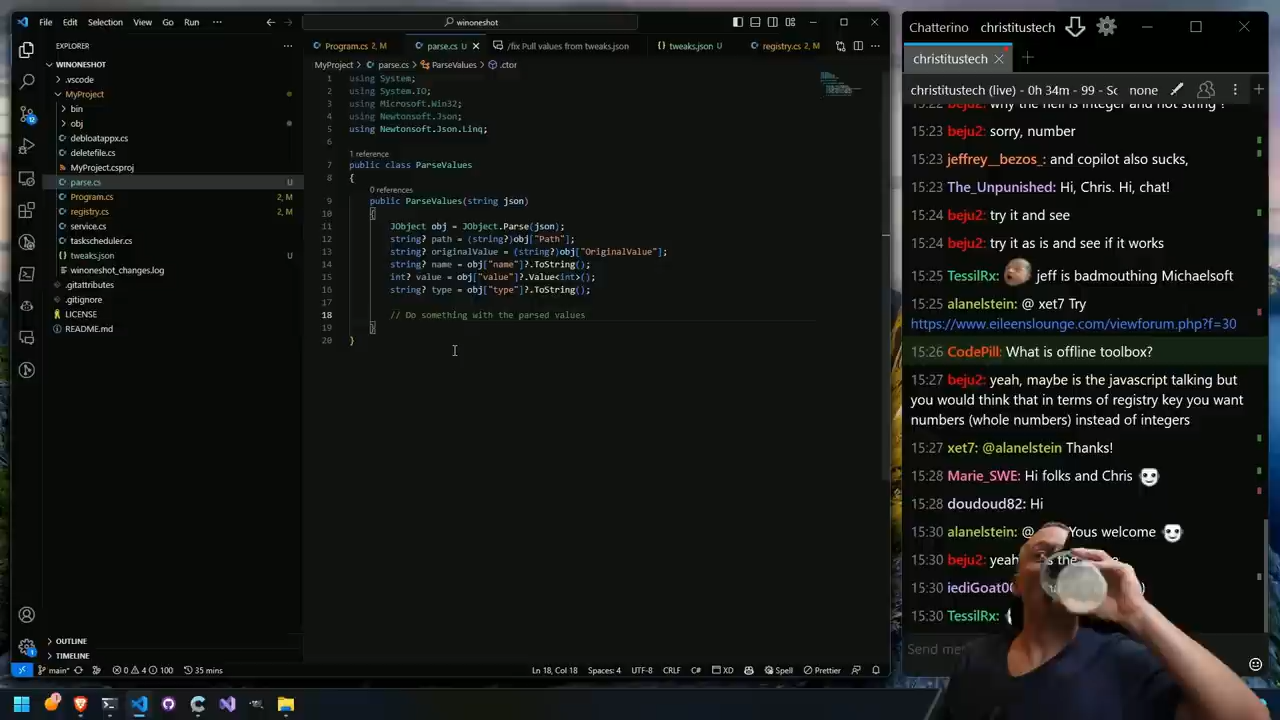 File Edit Selection View Go Run ···
winoneshot
EXPLORER
WINONESHOT
.vscode
MyProject
bin
obj
debloatappx.cs
deletefile.cs
MyProject.csproj
parse.cs U
Program.cs 2, M
registry.cs 2, M
service.cs
taskscheduler.cs
tweaks.json U
winoneshot_changes.log
.gitattributes
.gitignore
LICENSE
README.md
OUTLINE
TIMELINE
Program.cs 2, M parse.cs U /fix Pull values from tweaks.json tweaks.json U registry.cs 2, M
MyProject > parse.cs > ParseValues > .ctor
1 using System;
2 using System.IO;
3 using Microsoft.Win32;
4 using Newtonsoft.Json;
5 using Newtonsoft.Json.Linq;
6
1 reference
7 public class ParseValues
8 {
0 references
9 public ParseValues(string json)
10 {
11 JObject obj = JObject.Parse(json);
12 string? path = (string?)obj["Path"];
13 string? originalValue = (string?)obj["OriginalValue"];
14 string? name = obj["name"]?.ToString();
15 int? value = obj["value"]?.Value<int>();
16 string? type = obj["type"]?.ToString();
17
18 // Do something with the parsed values
19 }
20 }
main* 0 4 100 35 mins Ln 18, Col 18 Spaces: 4 UTF-8 CRLF C# XD Spell Prettier
Chatterino christitustech
christitustech
christitustech (live) - 0h 34m - 99 - Sc none
15:22 beju2: why the hell is integer and not string ?
15:23 beju2: sorry, number
15:23 jeffrey__bezos_: and copilot also sucks,
15:23 The_Unpunished: Hi, Chris. Hi, chat!
15:24 beju2: try it and see
15:24 beju2: try it as is and see if it works
15:25 TessilRx: jeff is badmouthing Michaelsoft
15:25 alanelstein: @ xet7 Try
https://www.eileenslounge.com/viewforum.php?f=30
15:26 CodePill: What is offline toolbox?
15:27 beju2: yeah, maybe is the javascript talking but
you would think that in terms of registry key you want
numbers (whole numbers) instead of integers
15:27 xet7: @alanelstein Thanks!
15:28 Marie_SWE: Hi folks and Chris
15:28 doudoud82: Hi
15:30 alanelstein: @ Yous welcome
15:30 beju2: yeah
15:30
15:30 TessilRx:
Send me